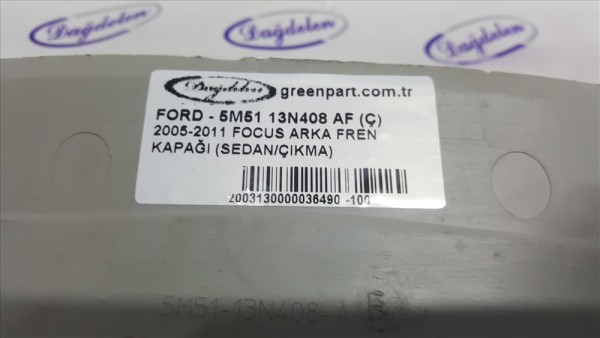 Dağdelen Dağdelen
Dağdelen greenpart.com.tr
FORD - 5M51 13N408 AF (Ç)
2005-2011 FOCUS ARKA FREN
KAPAĞI (SEDAN/ÇIKMA)
2003130000036490 -100
5M51-13N408-A